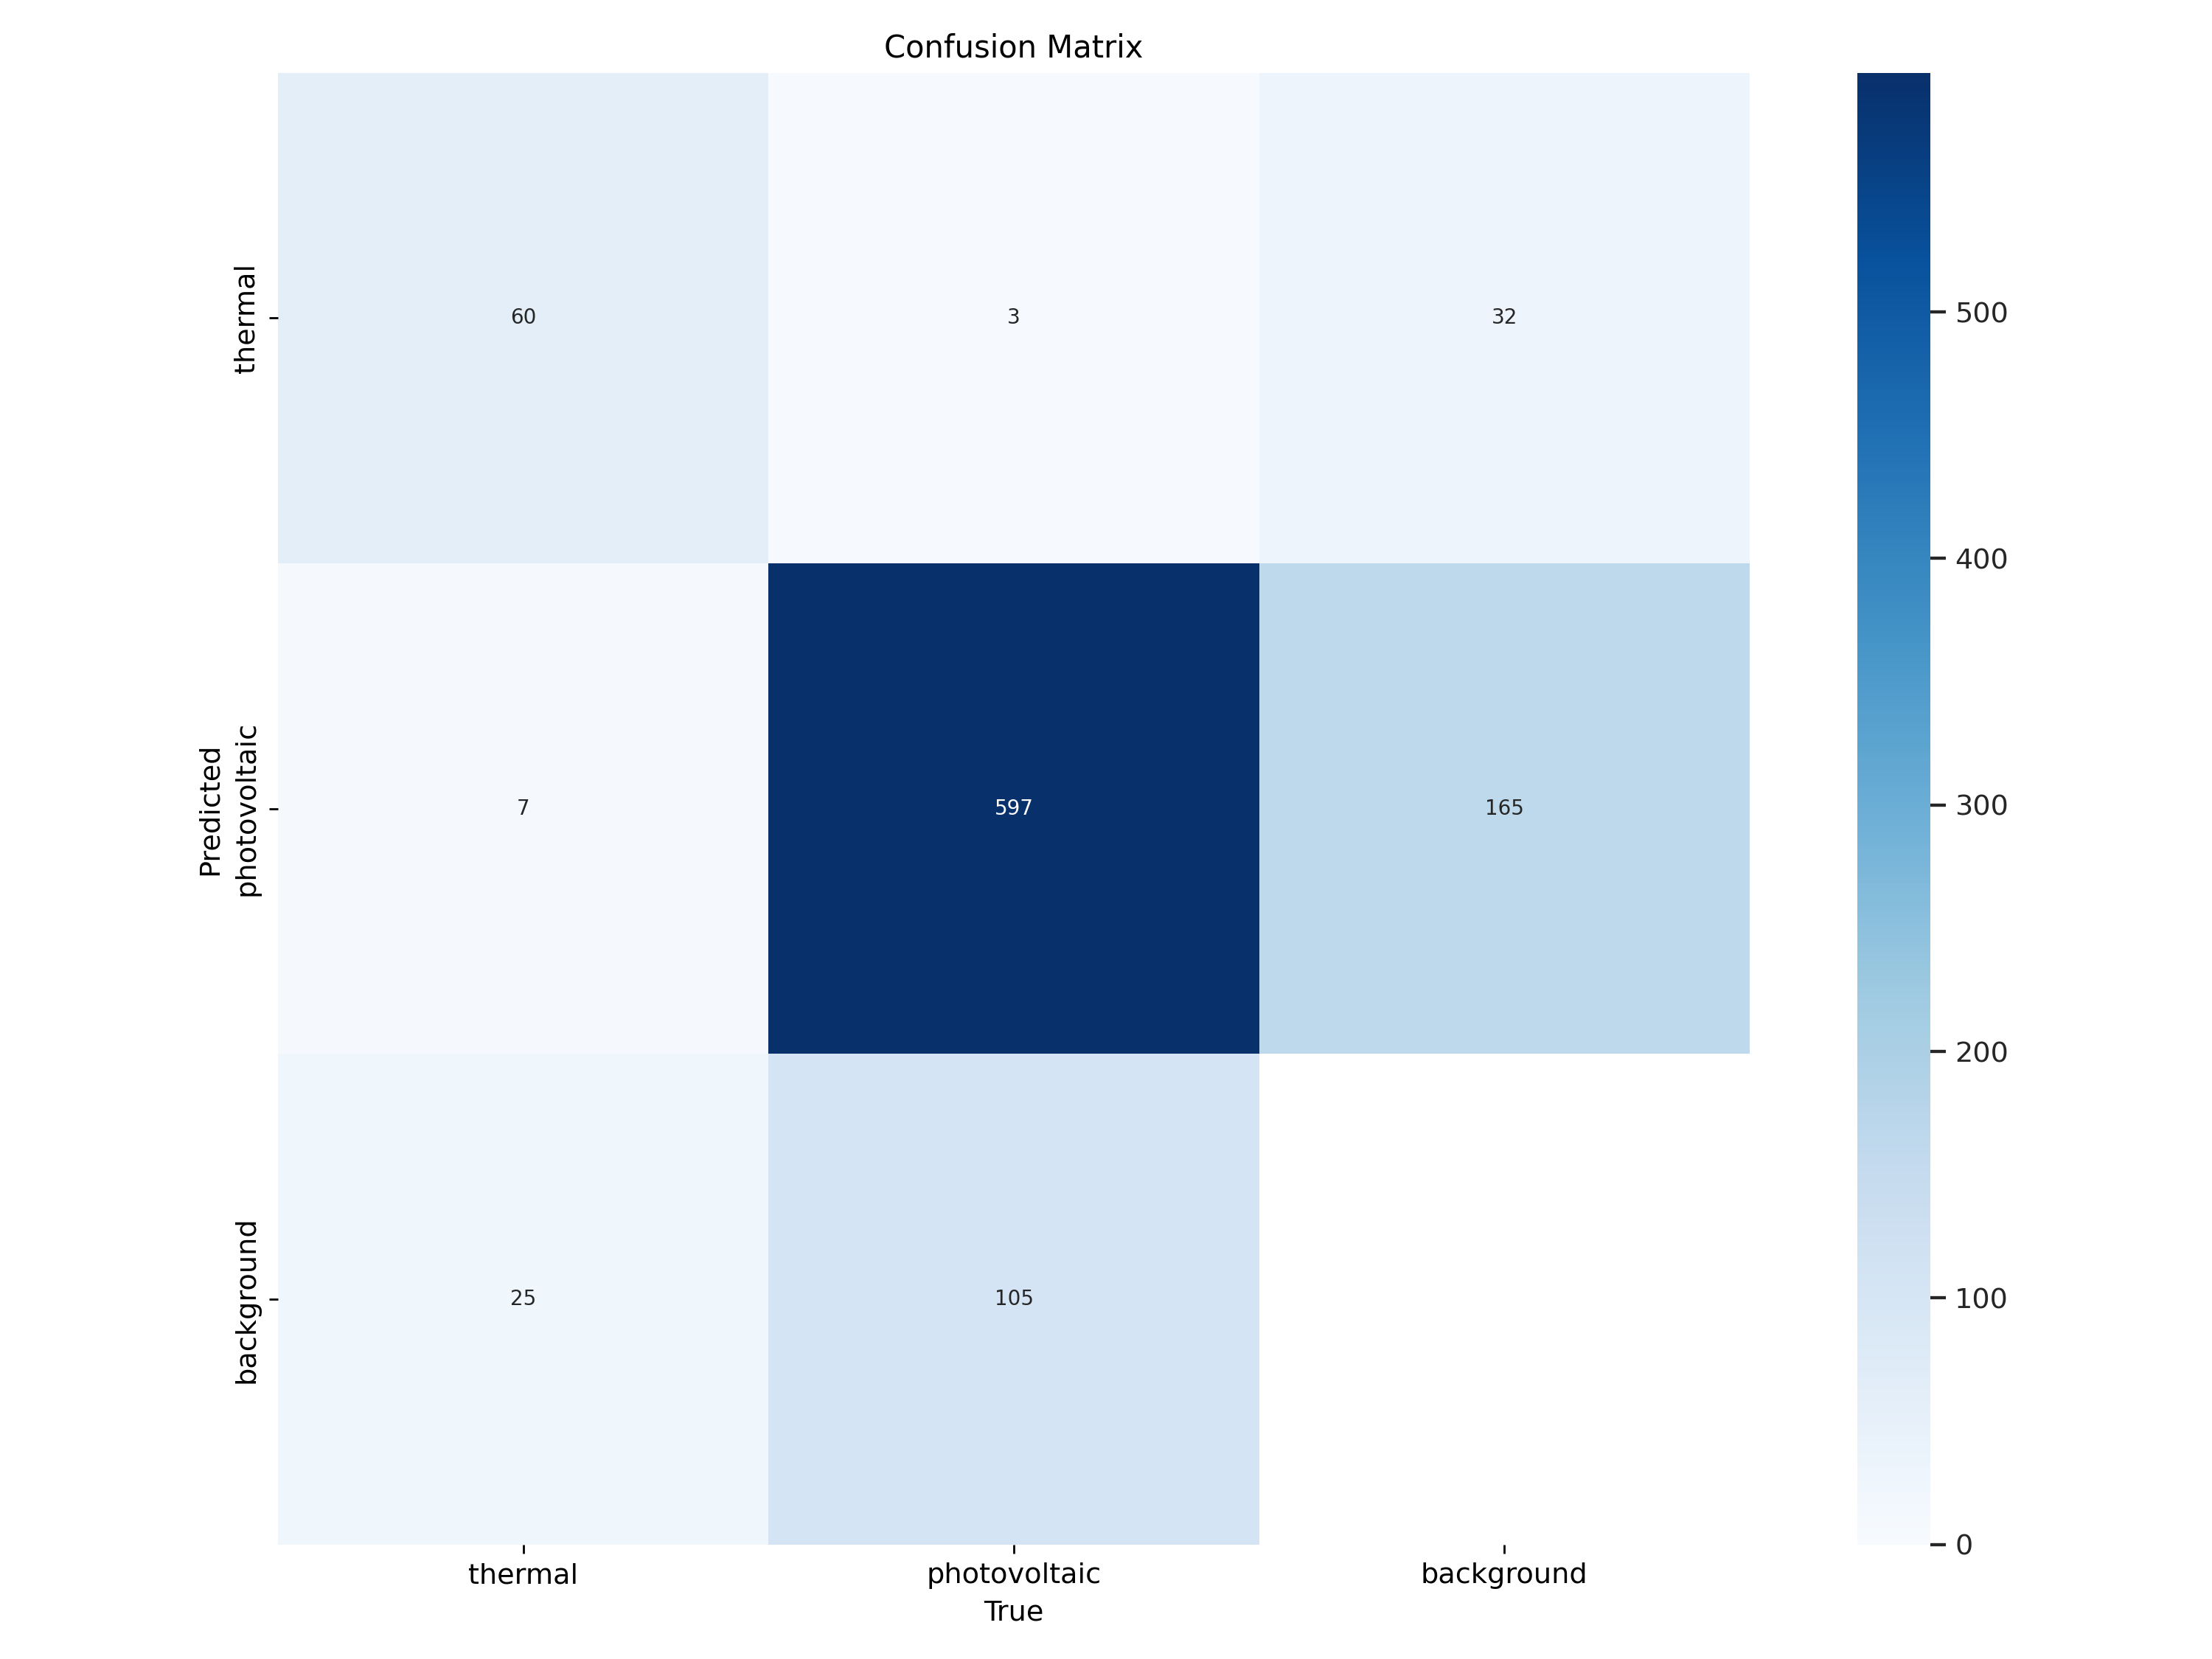 Confusion Matrix
thermal
60
3
32
500
400
Predicted
photovoltaic
7
597
165
300
200
background
25
105
100
0
thermal
photovoltaic
background
True